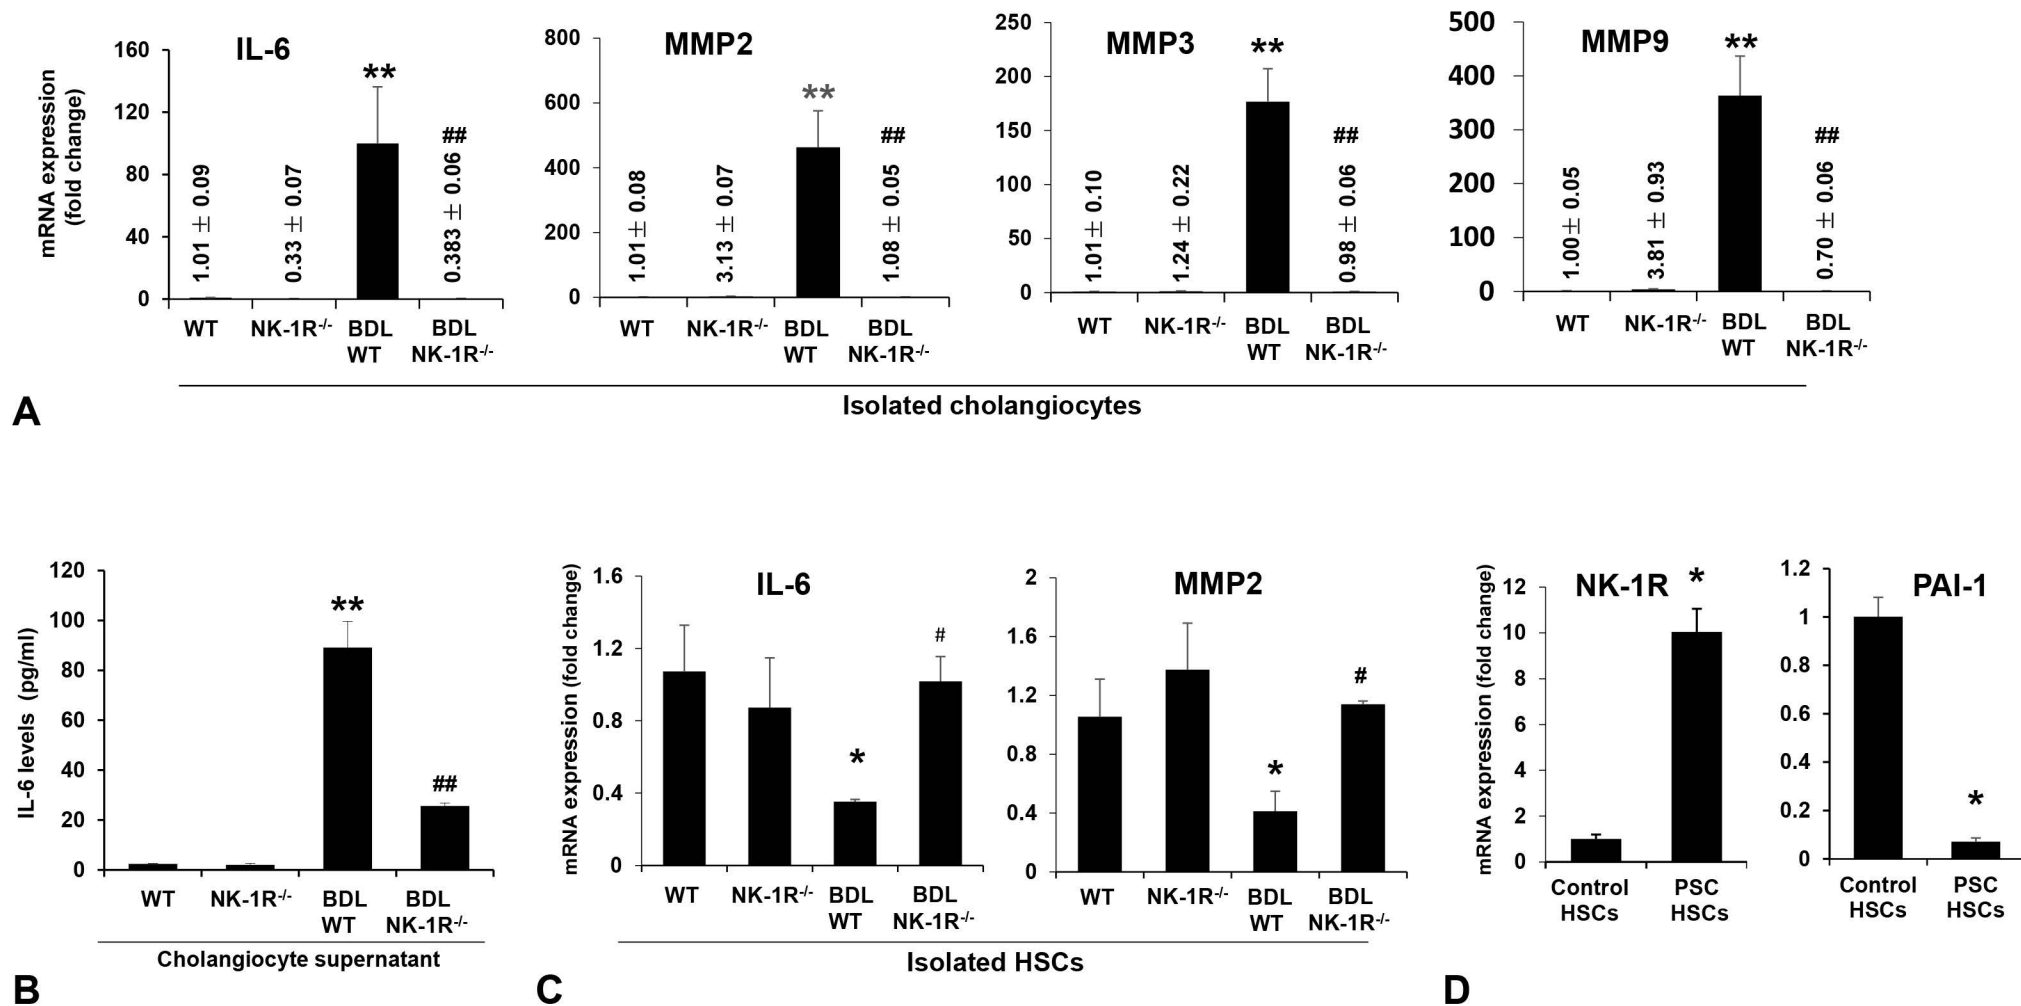 IL-6
mRNA expression
(fold change)
160
120
80
40
0
**
##
1.01 ± 0.09
0.33 ± 0.07
0.383 ± 0.06
WT
NK-1R-/-
BDL
WT
BDL
NK-1R-/-
MMP2
800
600
400
200
0
**
##
1.01 ± 0.08
3.13 ± 0.07
1.08 ± 0.05
WT
NK-1R-/-
BDL
WT
BDL
NK-1R-/-
MMP3
250
200
150
100
50
0
**
##
1.01 ± 0.10
1.24 ± 0.22
0.98 ± 0.06
WT
NK-1R-/-
BDL
WT
BDL
NK-1R-/-
MMP9
500
400
300
200
100
0
**
##
1.00 ± 0.05
3.81 ± 0.93
0.70 ± 0.06
WT
NK-1R-/-
BDL
WT
BDL
NK-1R-/-
Isolated cholangiocytes
A
IL-6 levels (pg/ml)
120
100
80
60
40
20
0
**
##
WT
NK-1R-/-
BDL
WT
BDL
NK-1R-/-
Cholangiocyte supernatant
B
mRNA expression (fold change)
IL-6
1.6
1.2
0.8
0.4
0
*
#
WT
NK-1R-/-
BDL
WT
BDL
NK-1R-/-
MMP2
2
1.6
1.2
0.8
0.4
0
*
#
WT
NK-1R-/-
BDL
WT
BDL
NK-1R-/-
Isolated HSCs
C
mRNA expression (fold change)
NK-1R
12
10
8
6
4
2
0
*
Control
HSCs
PSC
HSCs
PAI-1
1.2
1
0.8
0.6
0.4
0.2
0
*
Control
HSCs
PSC
HSCs
D